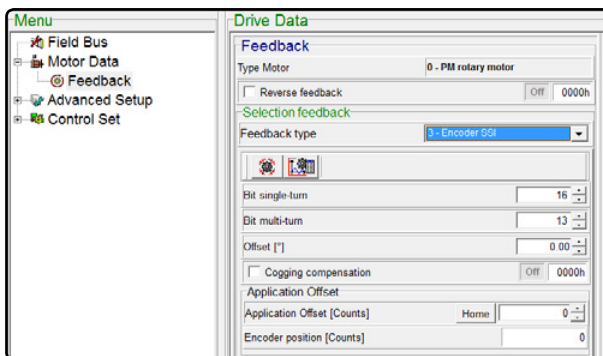 Menu
Field Bus
Motor Data
Feedback
Advanced Setup
Control Set
Drive Data
Feedback
Type Motor 0 - PM rotary motor
Reverse feedback Off 0000h
Selection feedback
Feedback type 3 - Encoder SSI
Bit single-turn 16
Bit multi-turn 13
Offset [°] 0.00
Cogging compensation Off 0000h
Application Offset
Application Offset [Counts] Home 0
Encoder position [Counts] 0